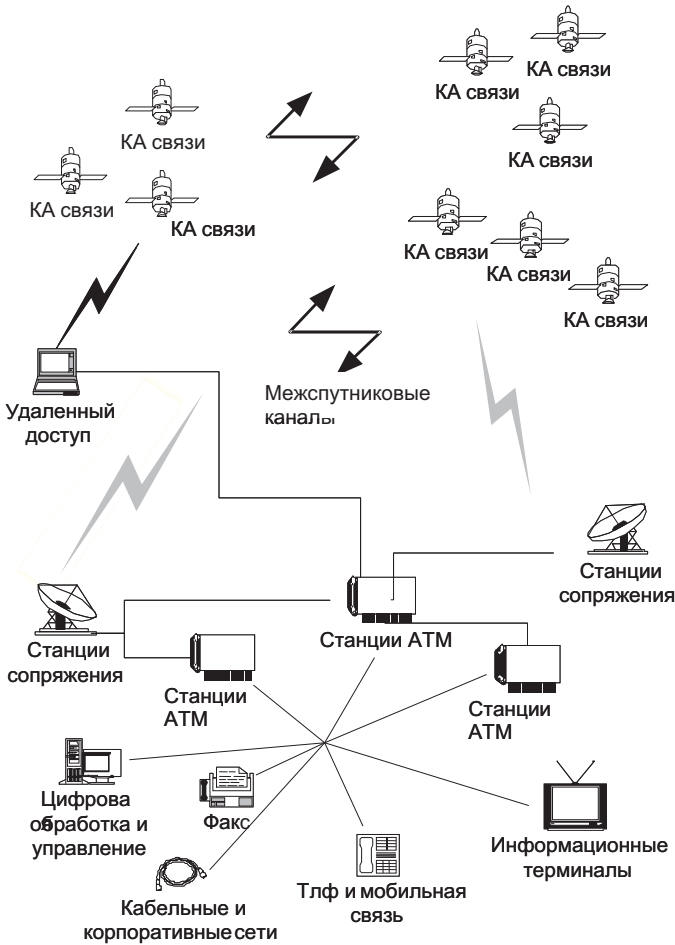 КА связи
КА связи
КА связи
КА связи
КА связи
КА связи
КА связи
КА связи
КА связи
КА связи
Межспутниковые
каналы
Удаленный
доступ
Станции
сопряжения
Станции АТМ
Станции
сопряжения
Станции
АТМ
Станции
АТМ
Цифрова
обработка и
управление
Факс
Информационные
терминалы
Тлф и мобильная
связь
Кабельные и
корпоративные сети